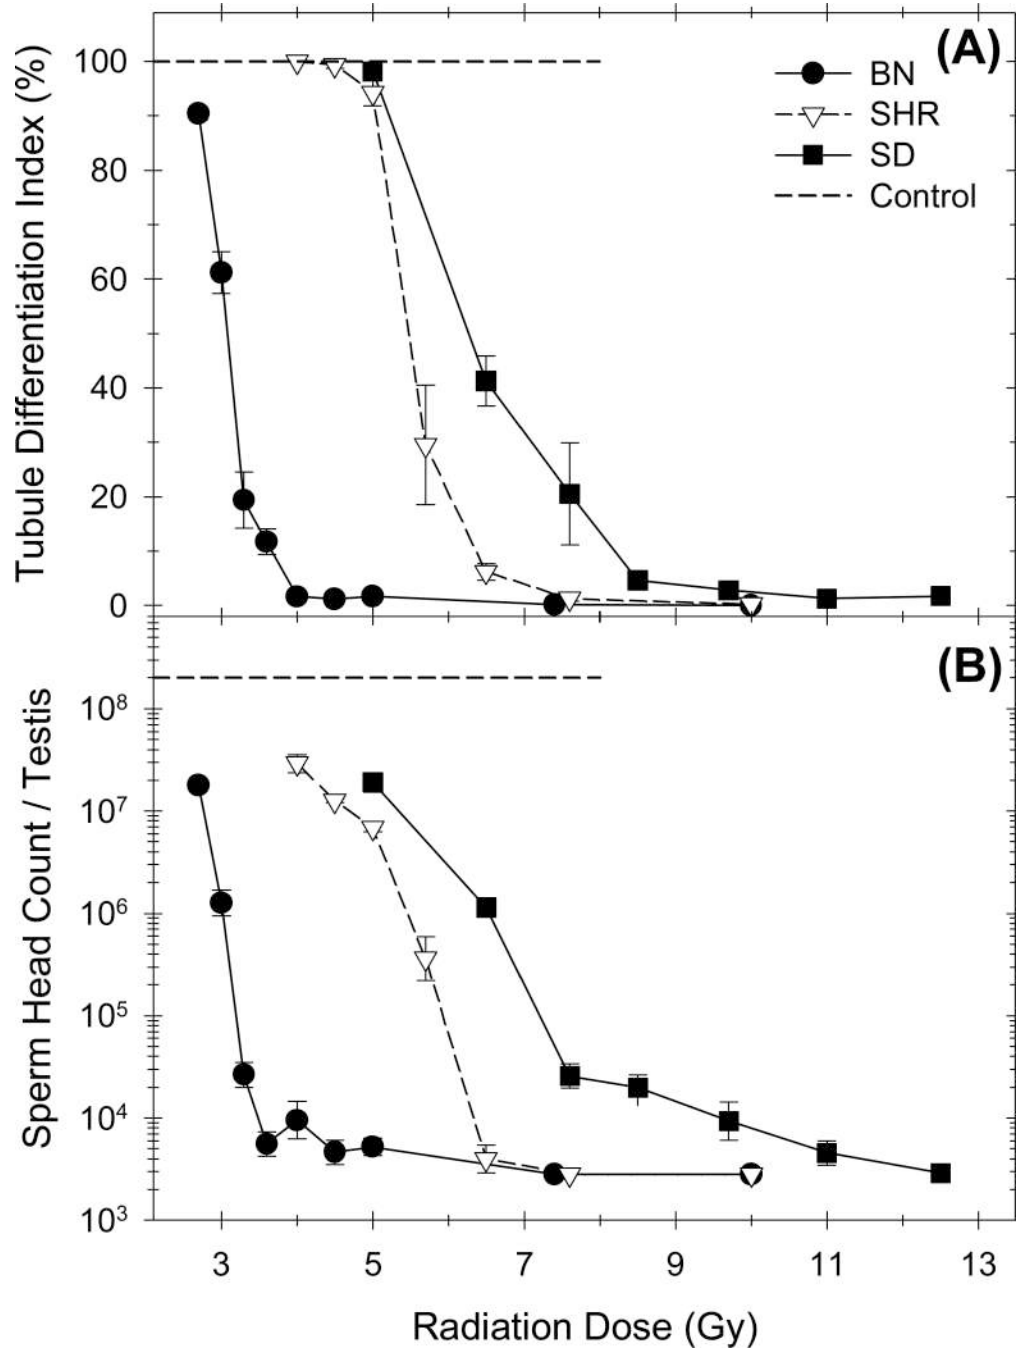 (A)
BN
SHR
SD
Control
Tubule Differentiation Index (%)
100
80
60
40
20
0
(B)
Sperm Head Count / Testis
10⁸
10⁷
10⁶
10⁵
10⁴
10³
3 5 7 9 11 13
Radiation Dose (Gy)